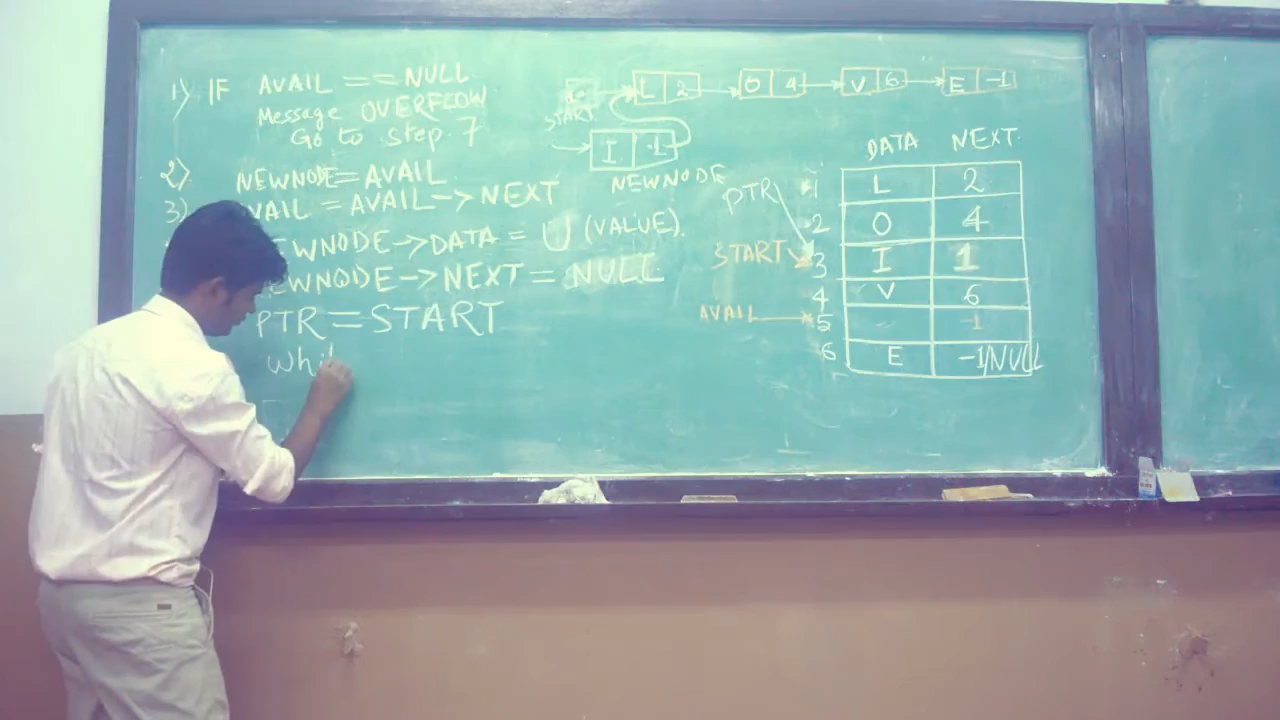 1) IF AVAIL == NULL
Message OVERFLOW
Go to step 7
2) NEWNODE = AVAIL
3) AVAIL = AVAIL -> NEXT
NEWNODE -> DATA = U (VALUE)
NEWNODE -> NEXT = NULL
PTR = START
Whil
START
L 2
O 4
V 6
E -1
I -1
NEWNODE
DATA NEXT
1 L 2
2 O 4
3 I 1
4 V 6
5 -1
6 E -1/NULL
PTR
START
AVAIL